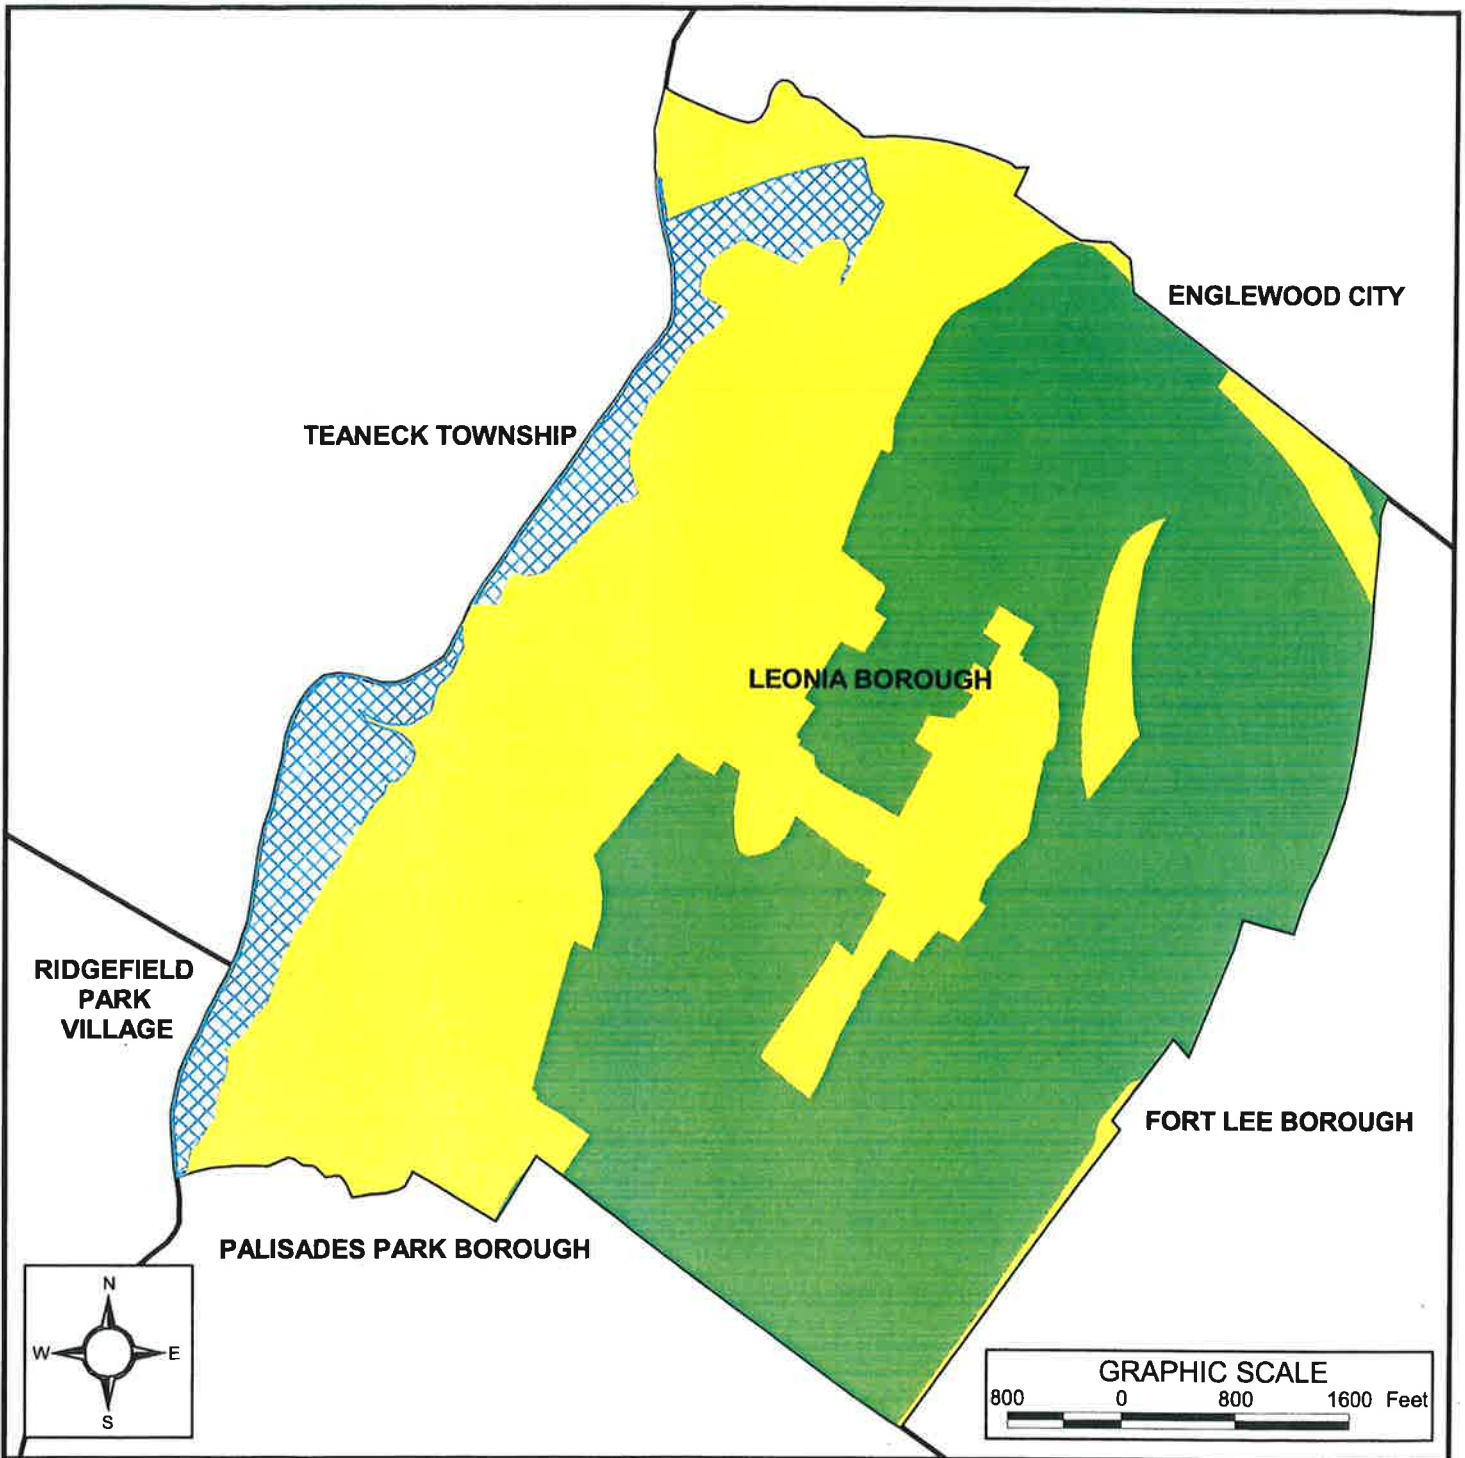 ENGLEWOOD CITY
TEANECK TOWNSHIP
LEONIA BOROUGH
RIDGEFIELD
PARK
VILLAGE
FORT LEE BOROUGH
PALISADES PARK BOROUGH
N
W E
S
GRAPHIC SCALE
800 0 800 1600 Feet